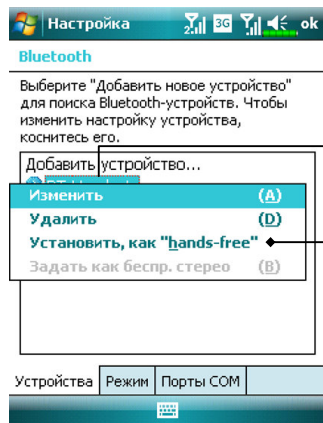 Настройка 3G ok
Bluetooth
Выберите "Добавить новое устройство"
для поиска Bluetooth-устройств. Чтобы
изменить настройку устройства,
коснитесь его.
Добавить устройство...
Изменить (A)
Удалить (D)
Установить, как "hands-free"
Задать как беспр. стерео (B)
Устройства Режим Порты COM